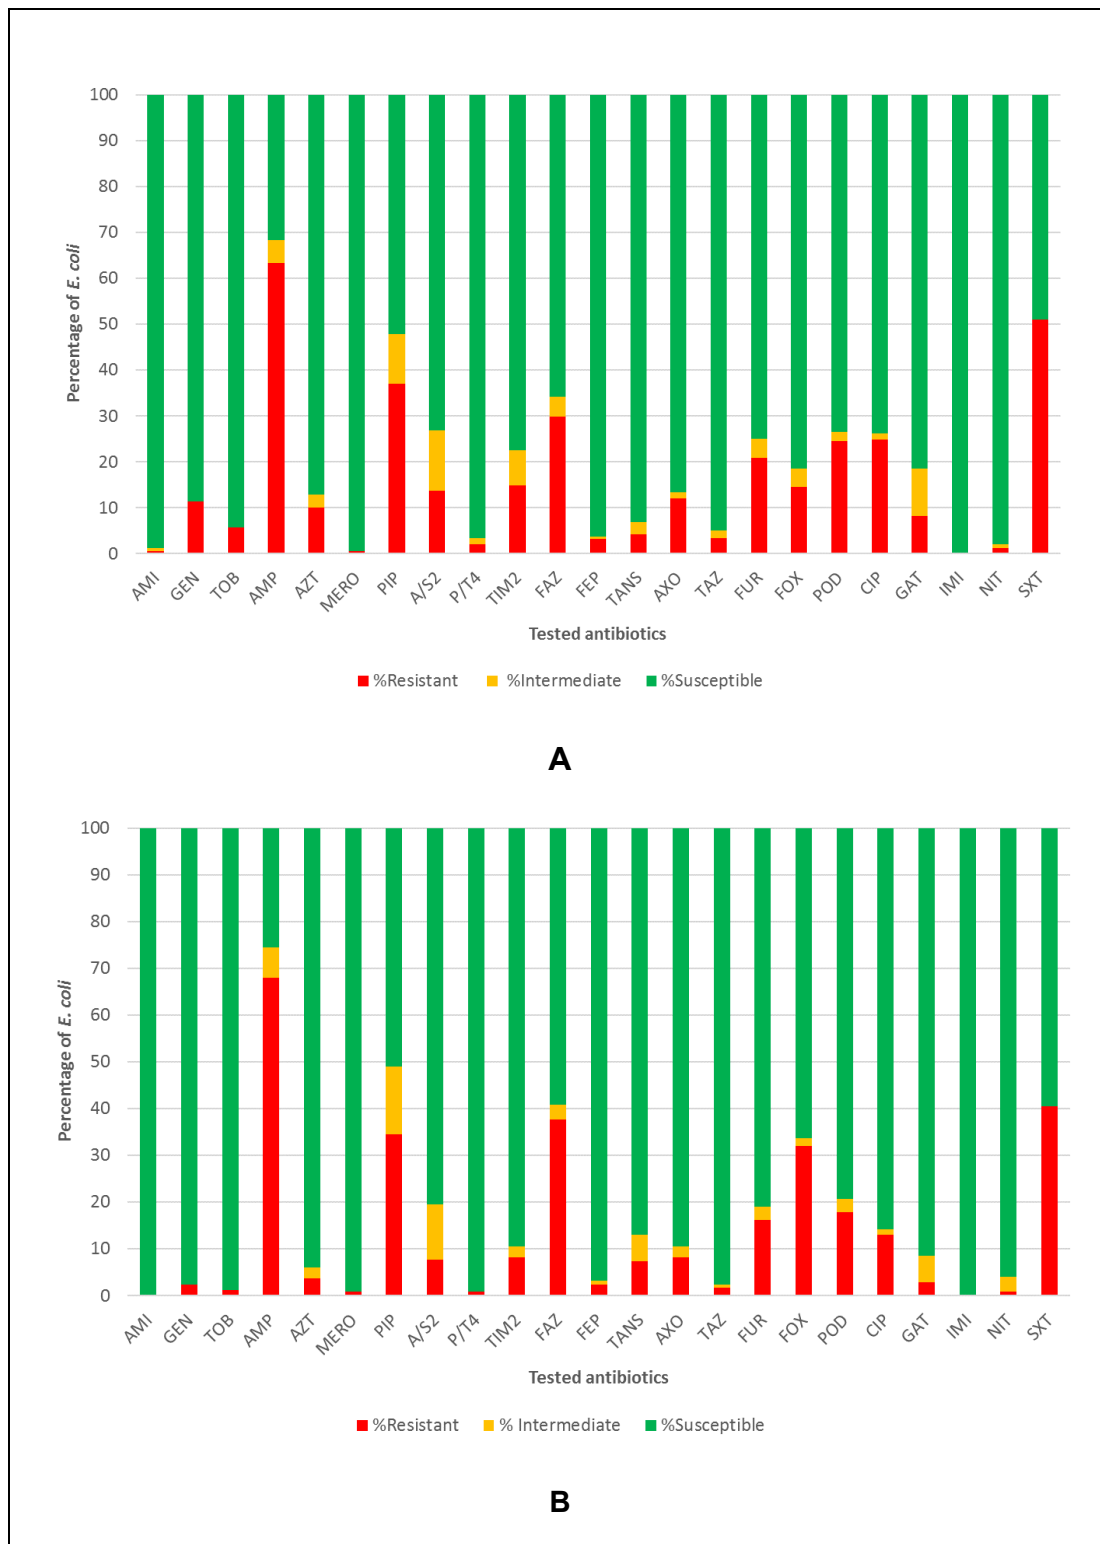 100
90
80
70
60
50
40
30
20
10
0
Percentage of E. coli
AMI GEN TOB AMP AZT MERO PIP A/S2 P/T4 TIM2 FAZ FEP TANS AXO TAZ FUR FOX POD CIP GAT IMI NIT SXT
Tested antibiotics
%Resistant %Intermediate %Susceptible
A
100
90
80
70
60
50
40
30
20
10
0
Percentage of E. coli
AMI GEN TOB AMP AZT MERO PIP A/S2 P/T4 TIM2 FAZ FEP TANS AXO TAZ FUR FOX POD CIP GAT IMI NIT SXT
Tested antibiotics
%Resistant % Intermediate %Susceptible
B